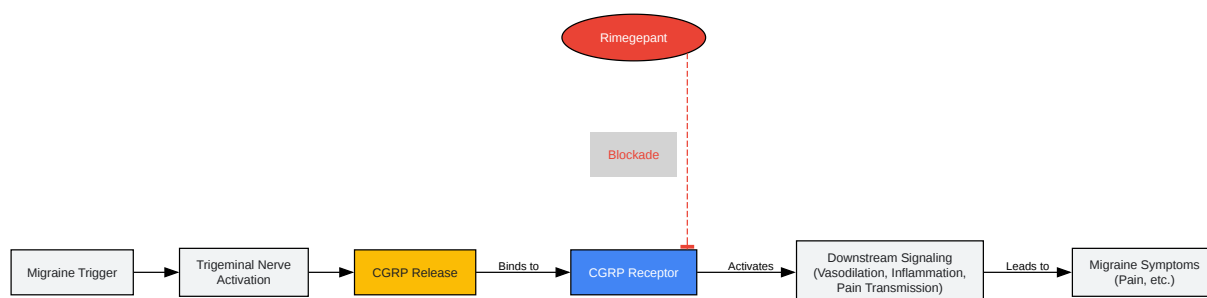 Rimegepant
Blockade
Migraine Trigger
Trigeminal Nerve
Activation
CGRP Release
Binds to
CGRP Receptor
Activates
Downstream Signaling
(Vasodilation, Inflammation,
Pain Transmission)
Leads to
Migraine Symptoms
(Pain, etc.)